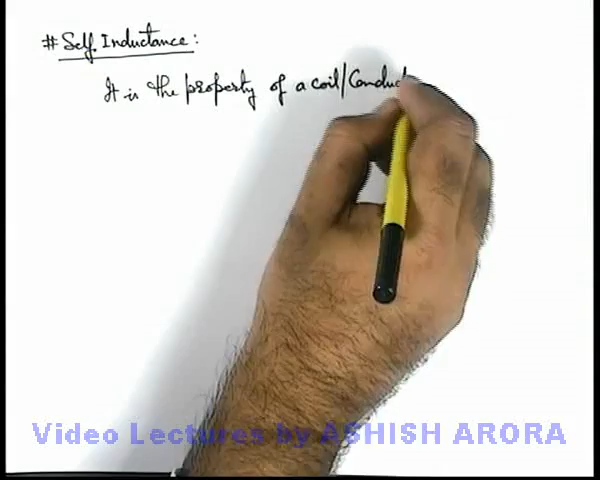 # Self Inductance :
It is the property of a coil/Conduct
Video Lectures by ASHISH ARORA